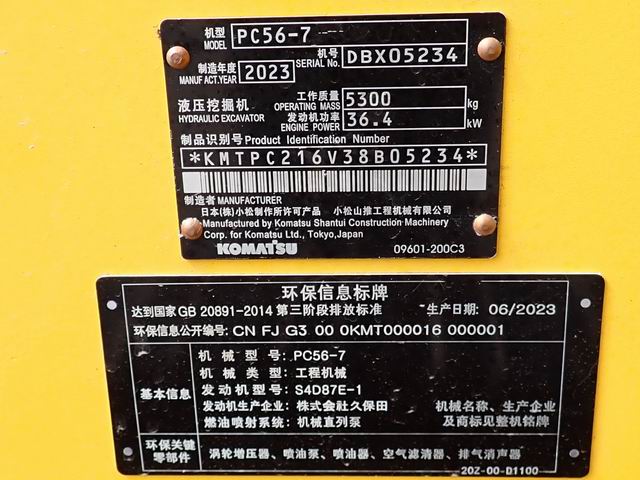 机型 PC56-7
MODEL
机号 DBX05234
SERIAL No.
制造年度 2023
MANUFACT.YEAR
液压挖掘机
HYDRAULIC EXCAVATOR
工作质量 5300 kg
OPERATING MASS
发动机功率 36.4 kW
ENGINE POWER
制品识别号 Product Identification Number
*KMTPC216V38B05234*
制造者 MANUFACTURER
日本(株)小松制作所许可产品 小松山推工程机械有限公司
Manufactured by Komatsu Shantui Construction Machinery
Corp. for Komatsu Ltd., Tokyo,Japan
KOMATSU 09601-200C3
环保信息标牌
达到国家GB 20891-2014 第三阶段排放标准 生产日期: 06/2023
环保信息公开编号: CN FJ G3 00 0KMT000016 000001
基本信息
机械型号: PC56-7
机械类型: 工程机械
发动机型号: S4D87E-1
发动机生产企业: 株式会社久保田
燃油喷射系统: 机械直列泵
机械名称、生产企业
及商标见整机铭牌
环保关键
零部件
涡轮增压器、喷油泵、喷油器、空气滤清器、排气消声器
20Z-00-D1100